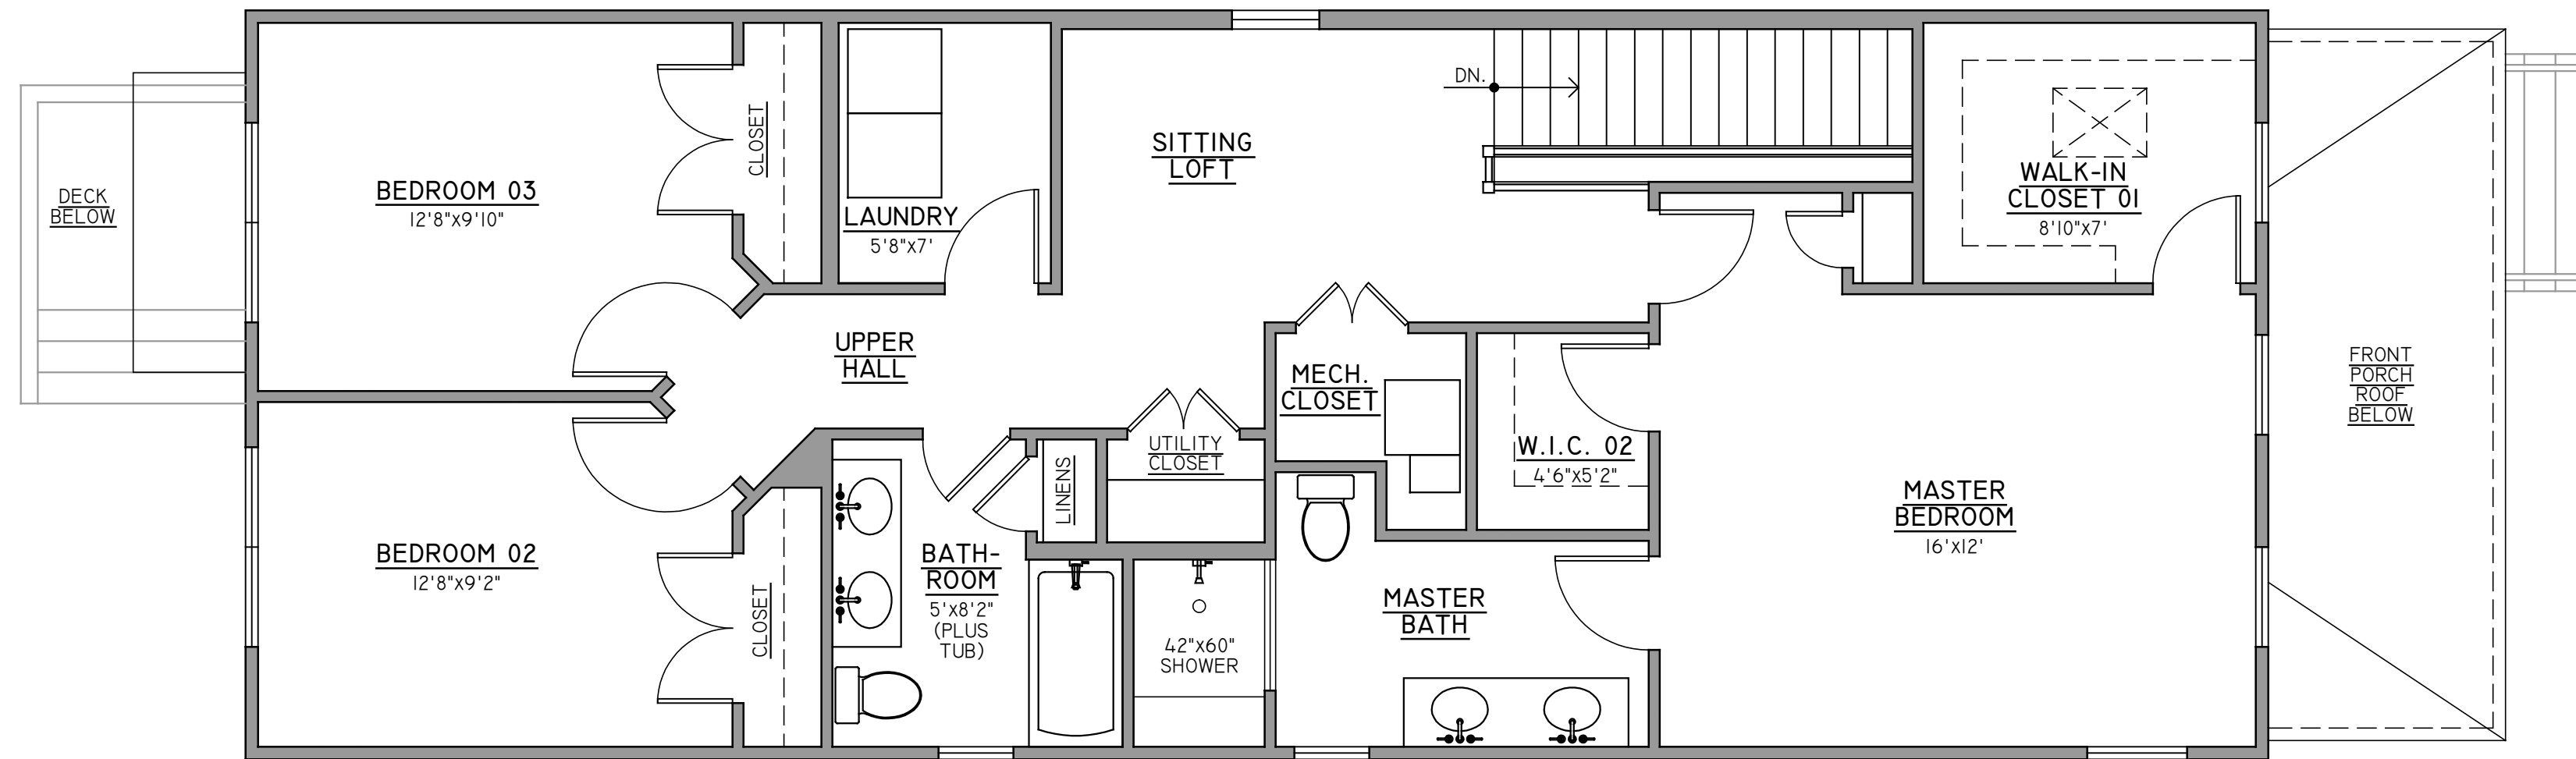 DECK
BELOW
BEDROOM 03
12'8"x9'10"
CLOSET
LAUNDRY
5'8"x7'
SITTING
LOFT
DN.
WALK-IN
CLOSET 01
8'10"x7'
UPPER
HALL
MECH.
CLOSET
UTILITY
CLOSET
LINENS
W.I.C. 02
4'6"x5'2"
MASTER
BEDROOM
16'x12'
FRONT
PORCH
ROOF
BELOW
BEDROOM 02
12'8"x9'2"
CLOSET
BATH-
ROOM
5'x8'2"
(PLUS
TUB)
42"x60"
SHOWER
MASTER
BATH